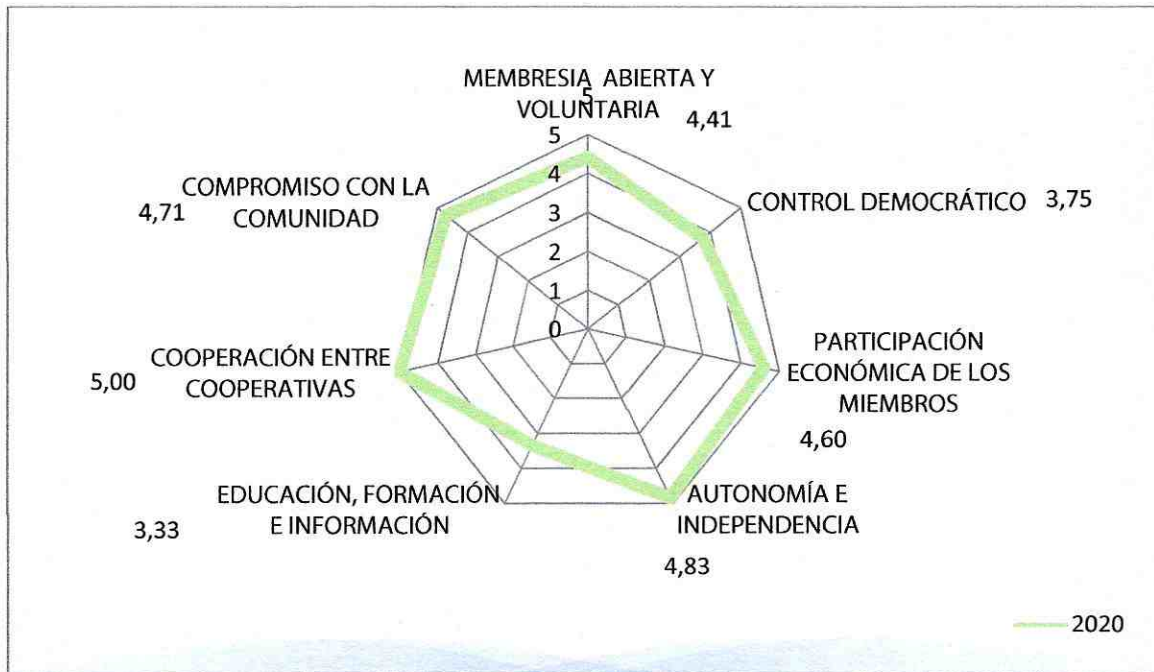 MEMBRESIA ABIERTA Y
VOLUNTARIA
5
4,41
5
4
3
2
1
0
CONTROL DEMOCRÁTICO 3,75
PARTICIPACIÓN
ECONÓMICA DE LOS
MIEMBROS
4,60
AUTONOMÍA E
INDEPENDENCIA
4,83
EDUCACIÓN, FORMACIÓN
E INFORMACIÓN
3,33
COOPERACIÓN ENTRE
COOPERATIVAS
5,00
COMPROMISO CON LA
COMUNIDAD
4,71
2020